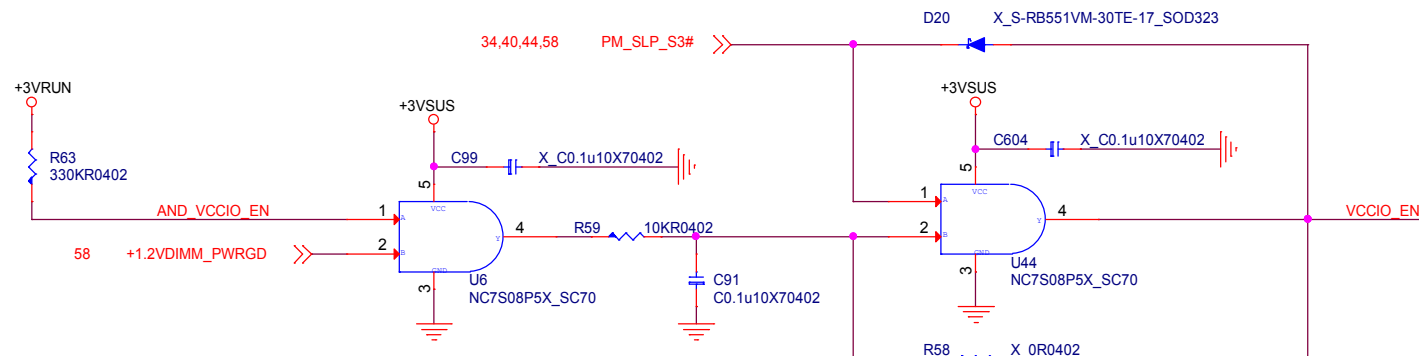 D20 X_S-RB551VM-30TE-17_SOD323
34,40,44,58 PM_SLP_S3#
+3VRUN
+3VSUS
+3VSUS
R63
330KR0402
C99 X_C0.1u10X70402
C604 X_C0.1u10X70402
5
VCC
5
VCC
AND_VCCIO_EN 1 A
1 A
Y 4 R59 10KR0402
2 B
Y 4 VCCIO_EN
58 +1.2VDIMM_PWRGD 2 B
GND
3
U6
NC7S08P5X_SC70
C91
C0.1u10X70402
GND
3
U44
NC7S08P5X_SC70
R58 X_0R0402